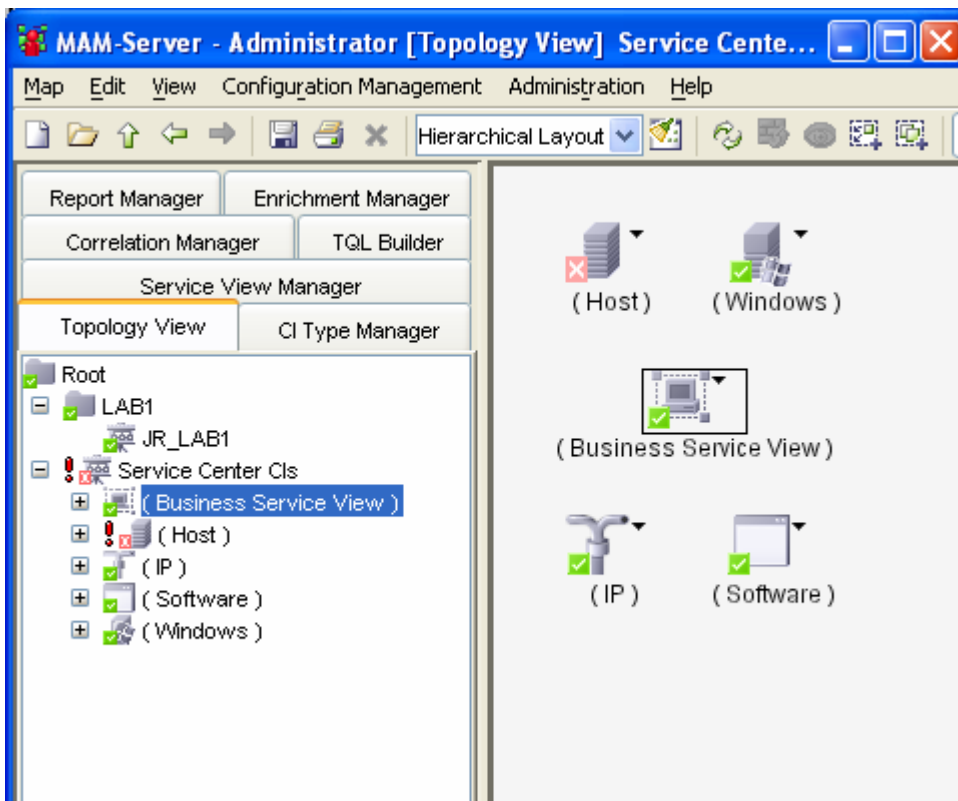 MAM-Server - Administrator [Topology View] Service Cente...
Map Edit View Configuration Management Administration Help
Hierarchical Layout
Report Manager Enrichment Manager
Correlation Manager TQL Builder
Service View Manager
Topology View CI Type Manager
Root
LAB1
JR_LAB1
Service Center CIs
( Business Service View )
( Host )
( IP )
( Software )
( Windows )
( Host ) ( Windows )
( Business Service View )
( IP ) ( Software )